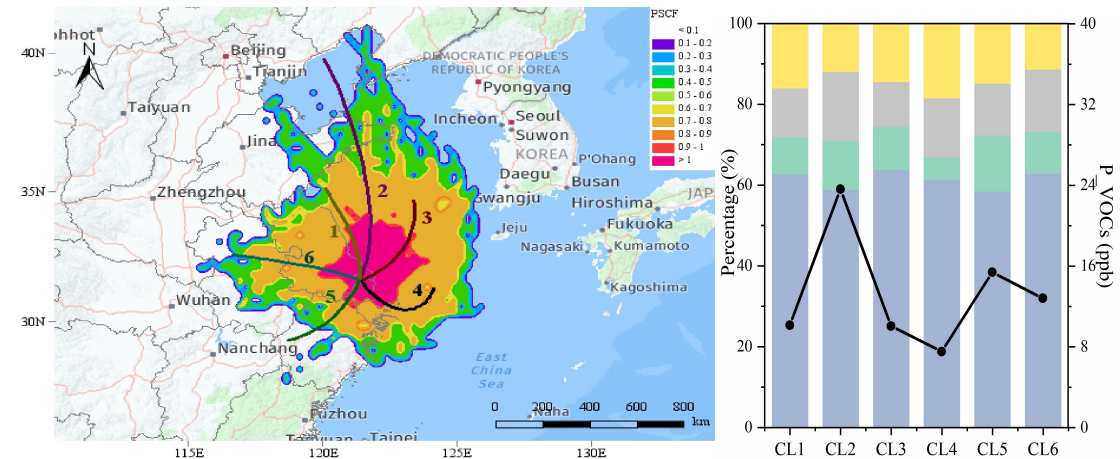 PSCF
< 0.1
0.1 - 0.2
0.2 - 0.3
0.3 - 0.4
0.4 - 0.5
0.5 - 0.6
0.6 - 0.7
0.7 - 0.8
0.8 - 0.9
0.9 - 1
> 1
ohhot
N
40N
35N
30N
115E
120E
125E
130E
Beijing
Tianjin
Taiyuan
Jina
Zhengzhou
Wuhan
Nanchang
Fuzhou
Taipei
Naha
DEMOCRATIC PEOPLE'S
REPUBLIC OF KOREA
Pyongyang
Incheon
Seoul
Suwon
KOREA
P'Ohang
Daegu
Busan
Gwangju
Hiroshima
JAP
Jeju
Fukuoka
Nagasaki
Kumamoto
Kagoshima
East
China
Sea
1
2
3
4
5
6
0
200
400
600
800
km
Percentage (%)
100
80
60
40
20
0
P_VOCs (ppb)
40
32
24
16
8
0
CL1 CL2 CL3 CL4 CL5 CL6